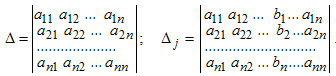 Δ = | a₁₁ a₁₂ ... a₁ₙ | ; Δ ⱼ = | a₁₁ a₁₂ ... b₁... a₁ₙ |
| a₂₁ a₂₂ ... a₂ₙ | | a₂₁ a₂₂ ... b₂ ...a₂ₙ |
| ........................ | | .................................. |
| aₙ₁ aₙ₂ ... aₙₙ | | aₙ₁ aₙ₂ ... bₙ....aₙₙ |